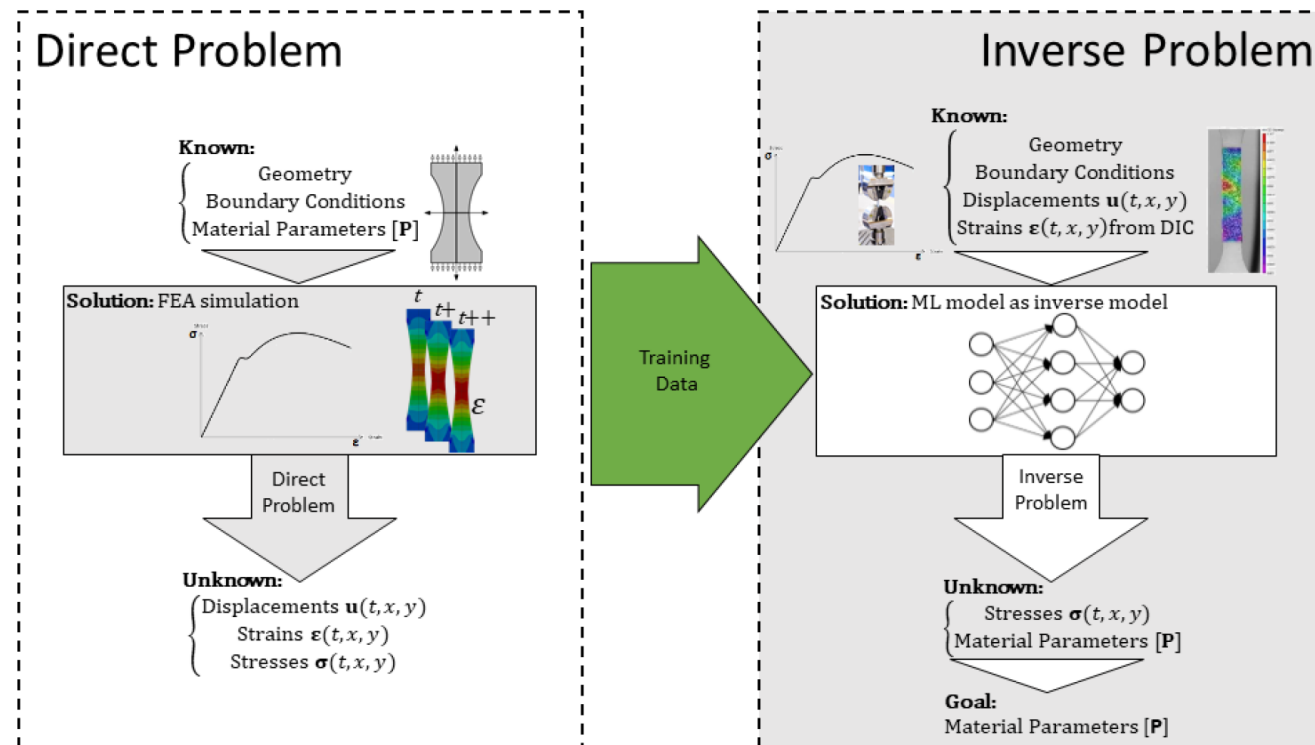 Direct Problem
Known:
Geometry
Boundary Conditions
Material Parameters [P]
Solution: FEA simulation
σ
ε
t
t+
t++
ℇ
Direct
Problem
Unknown:
Displacements u(t, x, y)
Strains ε(t, x, y)
Stresses σ(t, x, y)
Training
Data
Inverse Problem
Known:
Geometry
Boundary Conditions
Displacements u(t, x, y)
Strains ε(t, x, y)from DIC
σ
ε
Solution: ML model as inverse model
Inverse
Problem
Unknown:
Stresses σ(t, x, y)
Material Parameters [P]
Goal:
Material Parameters [P]